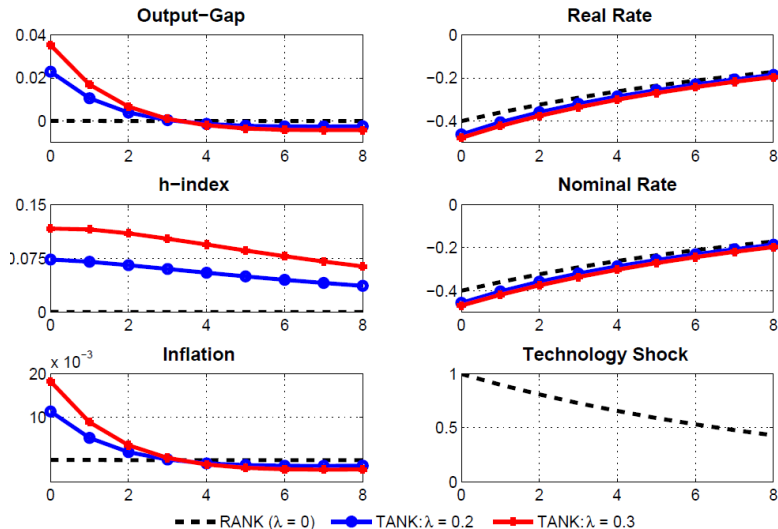 Output-Gap
0.04
0.02
0
0 2 4 6 8
Real Rate
0
-0.2
-0.4
0 2 4 6 8
h-index
0.15
0.075
0
0 2 4 6 8
Nominal Rate
0
-0.2
-0.4
0 2 4 6 8
Inflation
x 10⁻³
20
10
0
0 2 4 6 8
Technology Shock
1
0.5
0
0 2 4 6 8
RANK (λ = 0) TANK: λ = 0.2 TANK: λ = 0.3